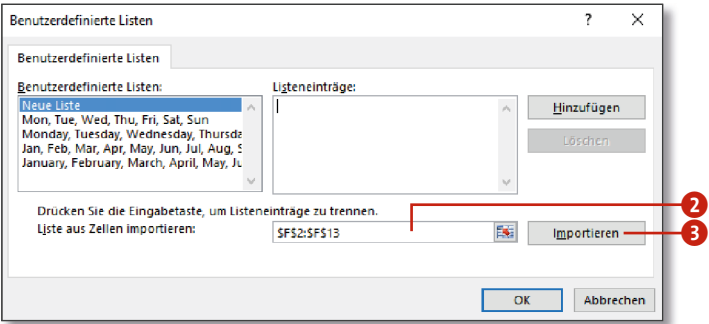 Benutzerdefinierte Listen ? X
Benutzerdefinierte Listen
Benutzerdefinierte Listen:
Listeneinträge:
Neue Liste
Mon, Tue, Wed, Thu, Fri, Sat, Sun
Monday, Tuesday, Wednesday, Thursda
Jan, Feb, Mar, Apr, May, Jun, Jul, Aug, S
January, February, March, April, May, Ju
Hinzufügen
Löschen
Drücken Sie die Eingabetaste, um Listeneinträge zu trennen.
Liste aus Zellen importieren: $F$2:$F$13 Importieren
2
3
OK Abbrechen